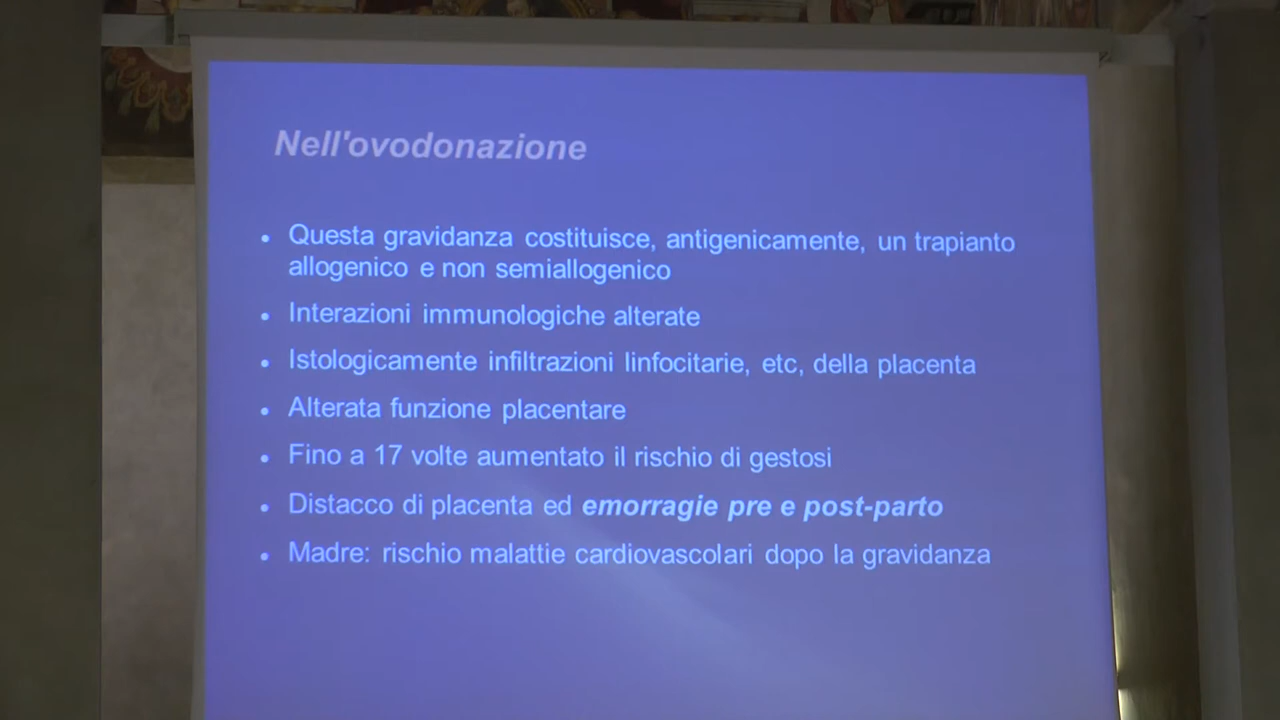 Nell'ovodonazione
Questa gravidanza costituisce, antigenicamente, un trapianto
allogenico e non semiallogenico
Interazioni immunologiche alterate
Istologicamente infiltrazioni linfocitarie, etc, della placenta
Alterata funzione placentare
Fino a 17 volte aumentato il rischio di gestosi
Distacco di placenta ed emorragie pre e post-parto
Madre: rischio malattie cardiovascolari dopo la gravidanza